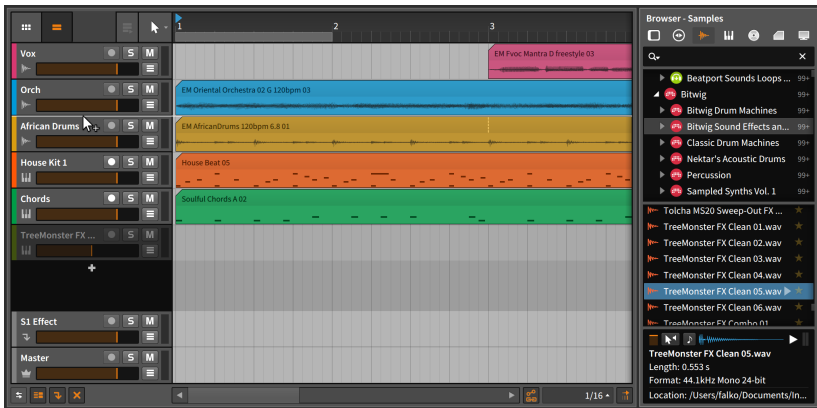 Browser - Samples
1
2
3
Vox
S M
EM Fvoc Mantra D freestyle 03
Orch
S M
EM Oriental Orchestra 02 G 120bpm 03
African Drums
S M
EM AfricanDrums 120bpm 6.8 01
House Kit 1
S M
House Beat 05
Chords
S M
Soulful Chords A 02
TreeMonster FX ...
S M
+
S1 Effect
S M
Master
S M
1/16
Beatport Sounds Loops ... 99+
Bitwig 99+
Bitwig Drum Machines 99+
Bitwig Sound Effects an... 99+
Classic Drum Machines 99+
Nektar's Acoustic Drums 99+
Percussion 99+
Sampled Synths Vol. 1 99+
Tolcha MS20 Sweep-Out FX ...
TreeMonster FX Clean 01.wav
TreeMonster FX Clean 02.wav
TreeMonster FX Clean 03.wav
TreeMonster FX Clean 04.wav
TreeMonster FX Clean 05.wav
TreeMonster FX Clean 06.wav
TreeMonster FX Combo 01
TreeMonster FX Clean 05.wav
Length: 0.553 s
Format: 44.1kHz Mono 24-bit
Location: /Users/falko/Documents/In...